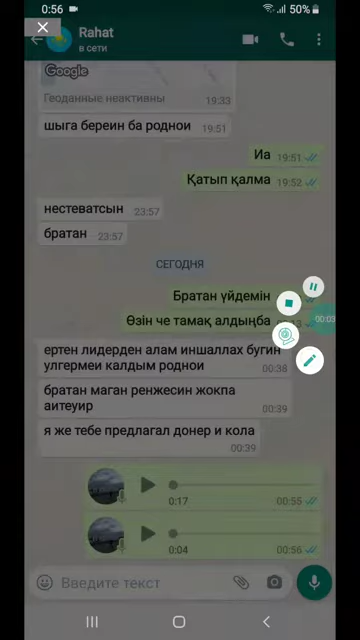 0:56
50%
Rahat
в сети
Google
Геоданные неактивны
19:33
шыга береин ба роднои 19:51
Иа 19:51
Қатып қалма 19:52
нестеватсын 23:57
братан 23:57
СЕГОДНЯ
Братан үйдемін
Өзін че тамақ алдыңба
00:03
ертен лидерден алам иншаллах бугин
улгермеи калдым роднои 00:38
братан маган ренжесин жокпа
аитеуир 00:39
я же тебе предлагал донер и кола
00:39
0:17 00:55
0:04 00:56
Введите текст